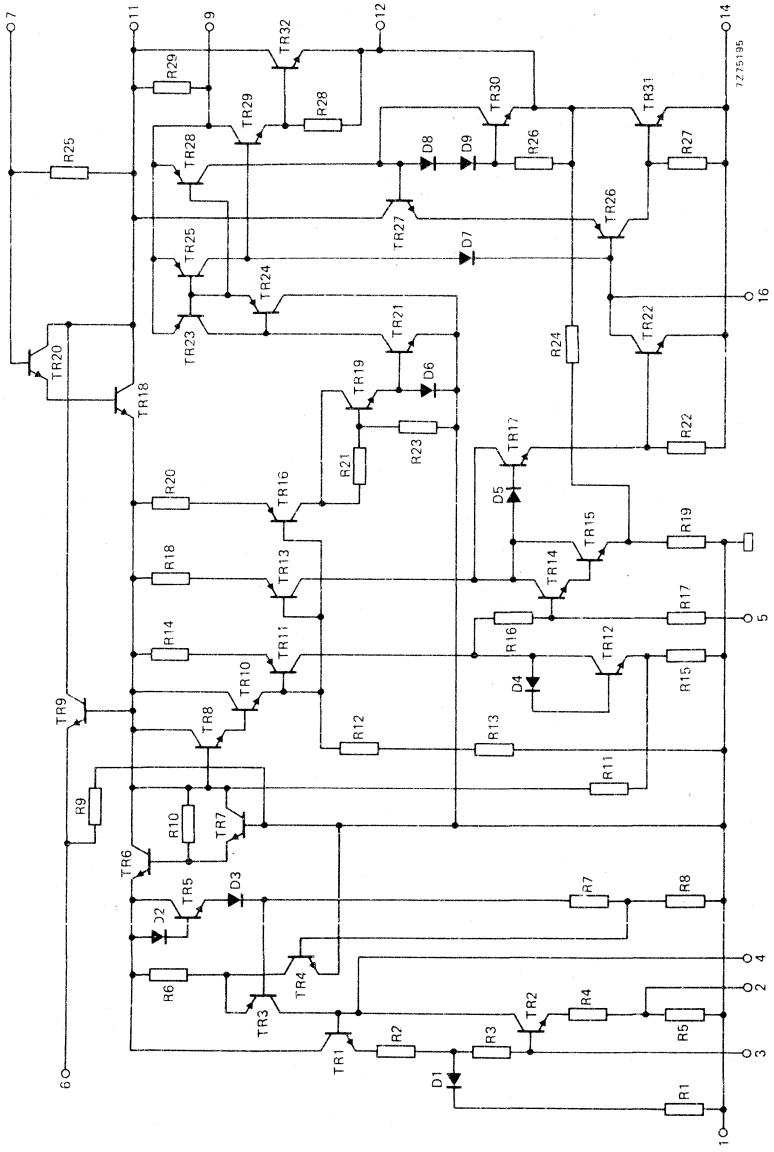 7
11
9
12
14
R29
TR32
R25
TR29
R28
TR28
TR30
TR31
D8
D9
R26
R27
TR27
TR26
TR25
D7
TR24
TR23
TR20
TR18
TR21
TR22
16
R24
TR19
D6
R21
R23
TR17
R22
R20
TR16
D5
R18
TR13
TR14
TR15
R19
R14
TR11
R16
TR12
R17
5
TR9
TR10
D4
R15
TR8
R12
R13
R11
R9
R10
TR7
TR6
TR5
D3
D2
R7
R8
R6
TR4
4
TR3
2
TR2
R4
R5
TR1
R2
R3
3
D1
R1
6
1
7Z75195